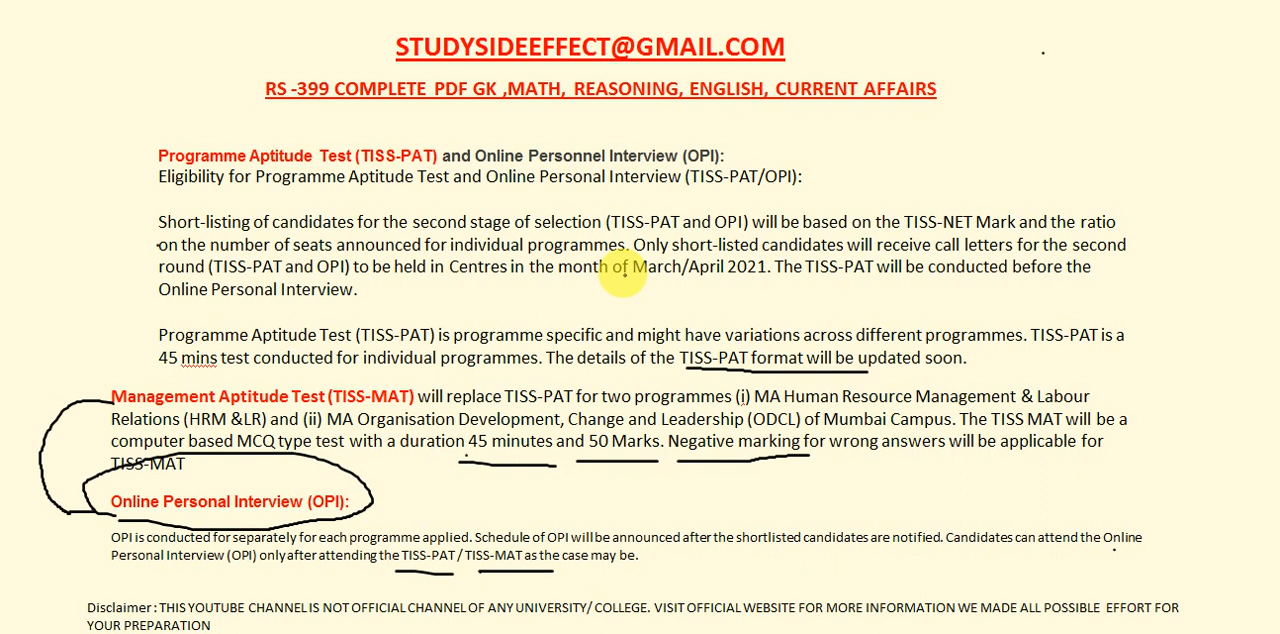 STUDYSIDEEFFECT@GMAIL.COM
RS -399 COMPLETE PDF GK ,MATH, REASONING, ENGLISH, CURRENT AFFAIRS
Programme Aptitude Test (TISS-PAT) and Online Personnel Interview (OPI):
Eligibility for Programme Aptitude Test and Online Personal Interview (TISS-PAT/OPI):
Short-listing of candidates for the second stage of selection (TISS-PAT and OPI) will be based on the TISS-NET Mark and the ratio
on the number of seats announced for individual programmes. Only short-listed candidates will receive call letters for the second
round (TISS-PAT and OPI) to be held in Centres in the month of March/April 2021. The TISS-PAT will be conducted before the
Online Personal Interview.
Programme Aptitude Test (TISS-PAT) is programme specific and might have variations across different programmes. TISS-PAT is a
45 mins test conducted for individual programmes. The details of the TISS-PAT format will be updated soon.
Management Aptitude Test (TISS-MAT) will replace TISS-PAT for two programmes (i) MA Human Resource Management & Labour
Relations (HRM &LR) and (ii) MA Organisation Development, Change and Leadership (ODCL) of Mumbai Campus. The TISS MAT will be a
computer based MCQ type test with a duration 45 minutes and 50 Marks. Negative marking for wrong answers will be applicable for
TISS-MAT
Online Personal Interview (OPI):
OPI is conducted for separately for each programme applied. Schedule of OPI will be announced after the shortlisted candidates are notified. Candidates can attend the Online
Personal Interview (OPI) only after attending the TISS-PAT / TISS-MAT as the case may be.
Disclaimer : THIS YOUTUBE CHANNEL IS NOT OFFICIAL CHANNEL OF ANY UNIVERSITY/ COLLEGE. VISIT OFFICIAL WEBSITE FOR MORE INFORMATION WE MADE ALL POSSIBLE EFFORT FOR
YOUR PREPARATION